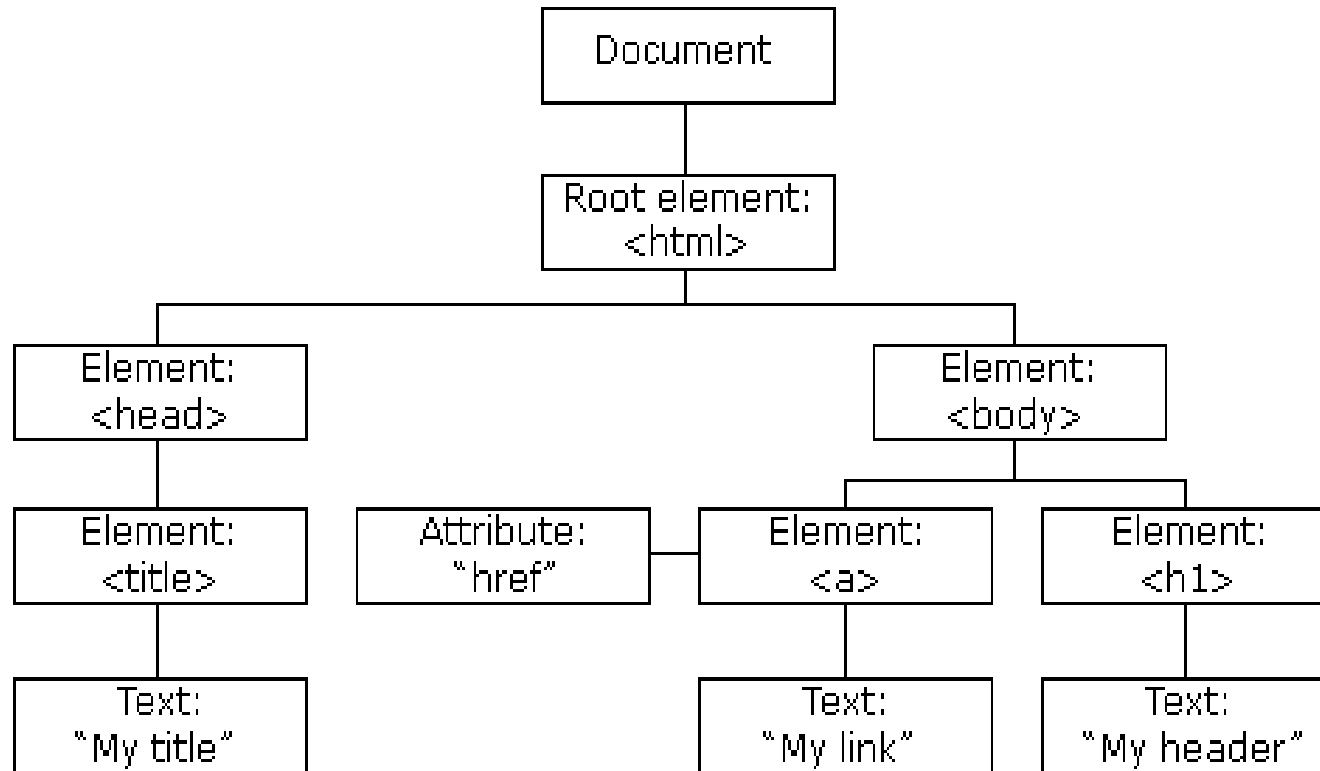 Document
Root element:
<html>
Element:
<head>
Element:
<body>
Element:
<title>
Attribute:
“href”
Element:
<a>
Element:
<h1>
Text:
“My title”
Text:
“My link”
Text:
“My header”